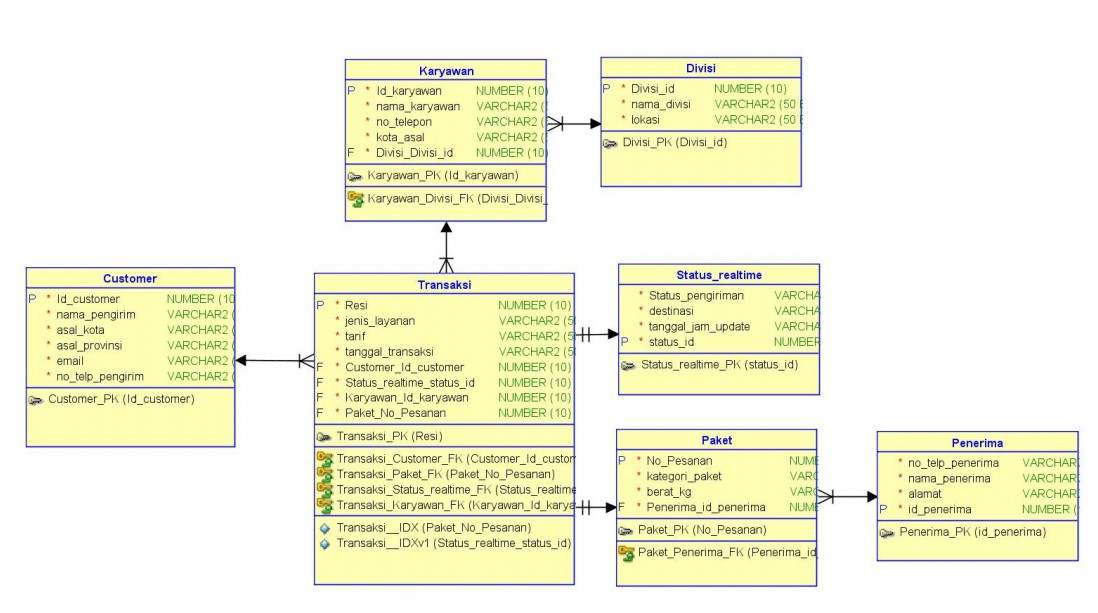 Karyawan
P * Id_karyawan NUMBER (10)
* nama_karyawan VARCHAR2 (
* no_telepon VARCHAR2 (
* kota_asal VARCHAR2 (
F * Divisi_Divisi_id NUMBER (10)
Karyawan_PK (Id_karyawan)
Karyawan_Divisi_FK (Divisi_Divisi_
Divisi
P * Divisi_id NUMBER (10)
* nama_divisi VARCHAR2 (50
* lokasi VARCHAR2 (50
Divisi_PK (Divisi_id)
Customer
P * Id_customer NUMBER (10
* nama_pengirim VARCHAR2 (
* asal_kota VARCHAR2 (
* asal_provinsi VARCHAR2 (
* email VARCHAR2 (
* no_telp_pengirim VARCHAR2 (
Customer_PK (Id_customer)
Transaksi
P * Resi NUMBER (10)
* jenis_layanan VARCHAR2 (5
* tarif VARCHAR2 (5
* tanggal_transaksi VARCHAR2 (5
F * Customer_Id_customer NUMBER (10)
F * Status_realtime_status_id NUMBER (10)
F * Karyawan_Id_karyawan NUMBER (10)
F * Paket_No_Pesanan NUMBER (10)
Transaksi_PK (Resi)
Transaksi_Customer_FK (Customer_Id_custor
Transaksi_Paket_FK (Paket_No_Pesanan)
Transaksi_Status_realtime_FK (Status_realtime
Transaksi_Karyawan_FK (Karyawan_Id_karya
Transaksi__IDX (Paket_No_Pesanan)
Transaksi__IDXv1 (Status_realtime_status_id)
Status_realtime
* Status_pengiriman VARCHA
* destinasi VARCHA
* tanggal_jam_update VARCHA
P * status_id NUMBER
Status_realtime_PK (status_id)
Paket
P * No_Pesanan NUME
* kategori_paket VARC
* berat_kg VARC
F * Penerima_id_penerima NUME
Paket_PK (No_Pesanan)
Paket_Penerima_FK (Penerima_id
Penerima
* no_telp_penerima VARCHAR
* nama_penerima VARCHAR
* alamat VARCHAR
P * id_penerima NUMBER (
Penerima_PK (id_penerima)